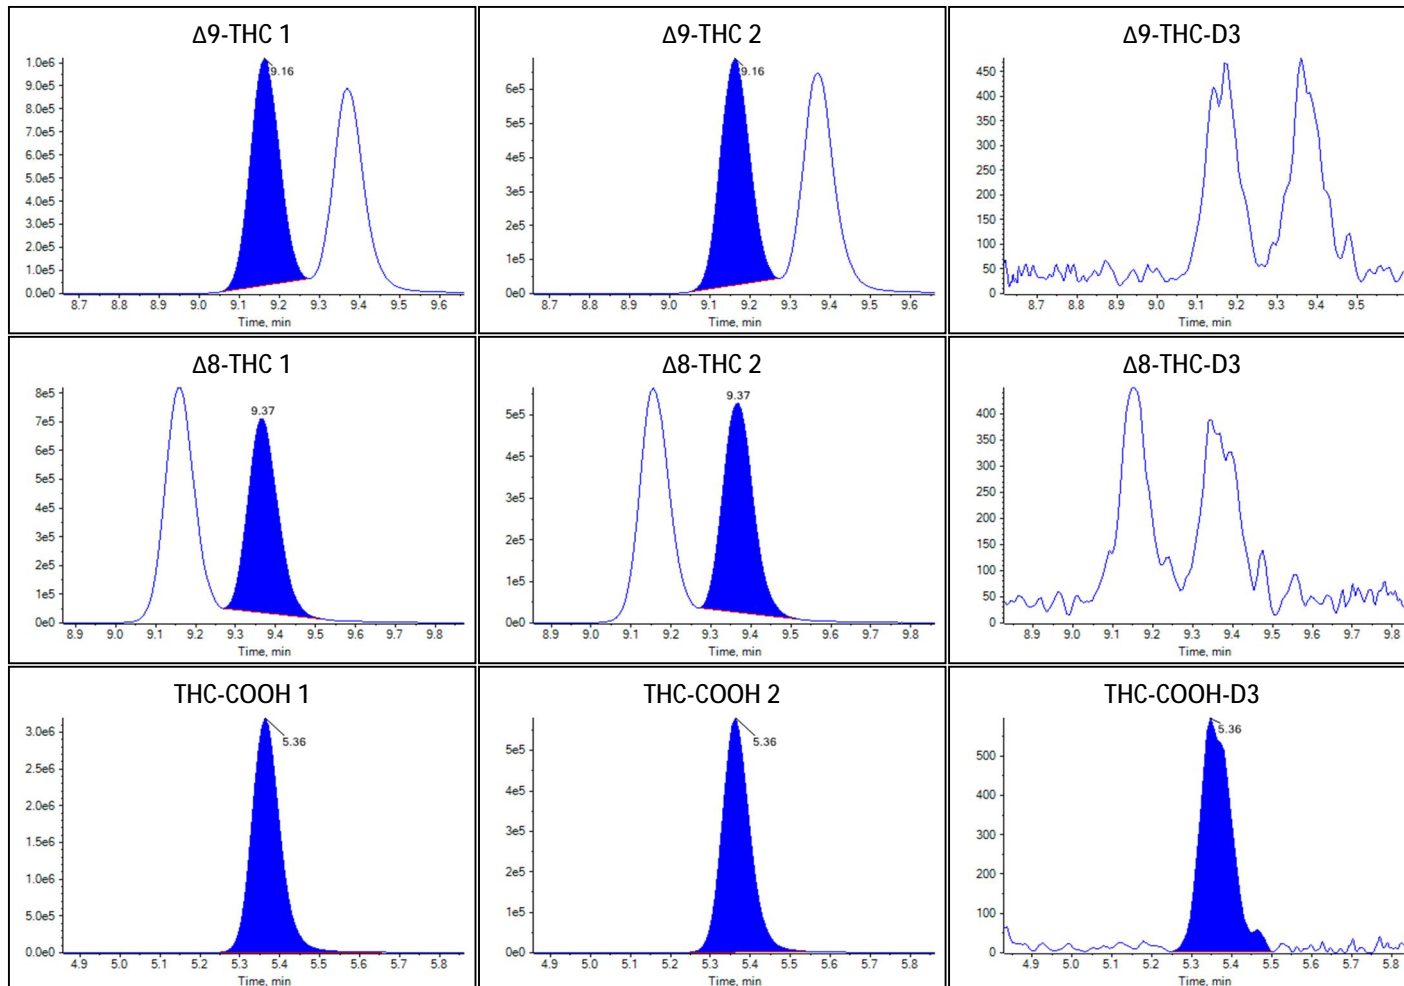 Δ9-THC 1
1.0e6
9.0e5
8.0e5
7.0e5
6.0e5
5.0e5
4.0e5
3.0e5
2.0e5
1.0e5
0.0e0
9.16
8.7 8.8 8.9 9.0 9.1 9.2 9.3 9.4 9.5 9.6
Time, min
Δ9-THC 2
6e5
5e5
4e5
3e5
2e5
1e5
0e0
9.16
8.7 8.8 8.9 9.0 9.1 9.2 9.3 9.4 9.5 9.6
Time, min
Δ9-THC-D3
450
400
350
300
250
200
150
100
50
0
8.7 8.8 9.0 9.1 9.2 9.3 9.4 9.5
Time, min
Δ8-THC 1
8e5
7e5
6e5
5e5
4e5
3e5
2e5
1e5
0e0
9.37
8.9 9.0 9.1 9.2 9.3 9.4 9.5 9.6 9.7 9.8
Time, min
Δ8-THC 2
5e5
4e5
3e5
2e5
1e5
0e0
9.37
8.9 9.0 9.1 9.2 9.3 9.4 9.5 9.6 9.7 9.8
Time, min
Δ8-THC-D3
400
350
300
250
200
150
100
50
0
8.9 9.0 9.1 9.2 9.3 9.4 9.5 9.6 9.7 9.8
Time, min
THC-COOH 1
3.0e6
2.5e6
2.0e6
1.5e6
1.0e6
5.0e5
0.0e0
5.36
4.9 5.0 5.1 5.2 5.3 5.4 5.5 5.6 5.7 5.8
Time, min
THC-COOH 2
5e5
4e5
3e5
2e5
1e5
0e0
5.36
4.9 5.0 5.1 5.2 5.3 5.4 5.5 5.6 5.7 5.8
Time, min
THC-COOH-D3
500
400
300
200
100
0
5.36
4.9 5.0 5.1 5.2 5.3 5.4 5.5 5.6 5.7 5.8
Time, min